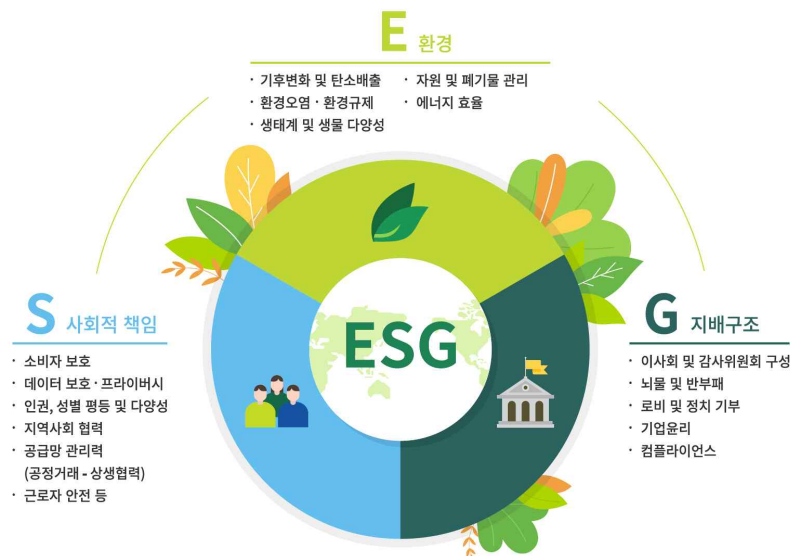 E 환경
· 기후변화 및 탄소배출
· 환경오염 · 환경규제
· 생태계 및 생물 다양성
· 자원 및 폐기물 관리
· 에너지 효율
S 사회적 책임
· 소비자 보호
· 데이터 보호 · 프라이버시
· 인권, 성별 평등 및 다양성
· 지역사회 협력
· 공급망 관리력
(공정거래 - 상생협력)
· 근로자 안전 등
ESG
G 지배구조
· 이사회 및 감사위원회 구성
· 뇌물 및 반부패
· 로비 및 정치 기부
· 기업윤리
· 컴플라이언스